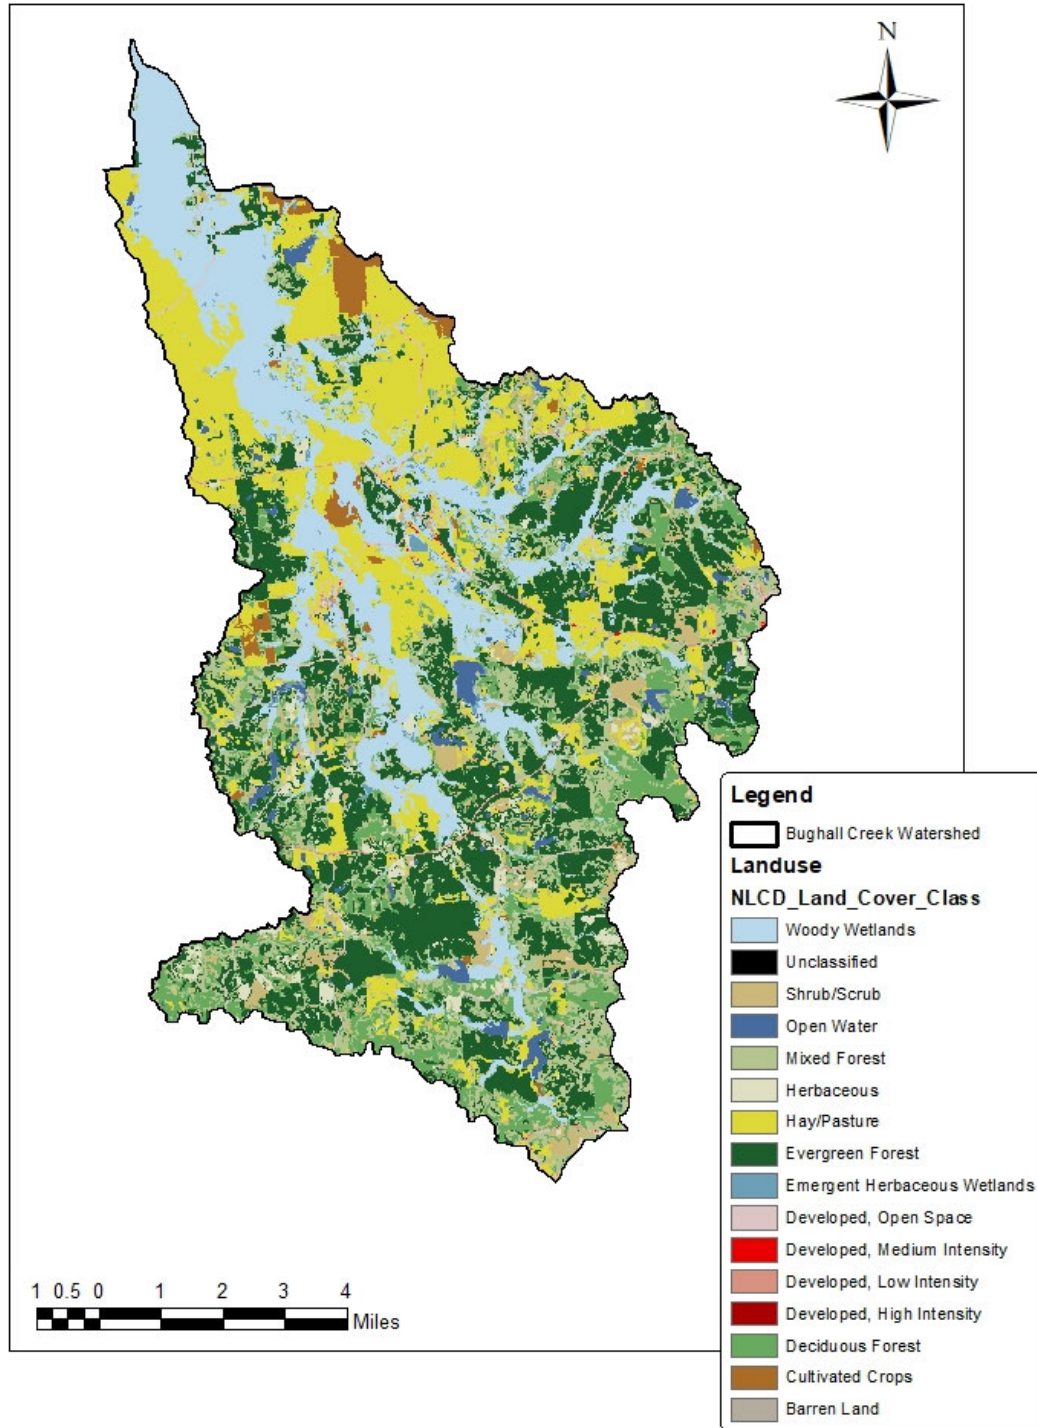 N
Legend
Bughall Creek Watershed
Landuse
NLCD_Land_Cover_Class
Woody Wetlands
Unclassified
Shrub/Scrub
Open Water
Mixed Forest
Herbaceous
Hay/Pasture
Evergreen Forest
Emergent Herbaceous Wetlands
Developed, Open Space
Developed, Medium Intensity
Developed, Low Intensity
Developed, High Intensity
Deciduous Forest
Cultivated Crops
Barren Land
1 0.5 0 1 2 3 4
Miles